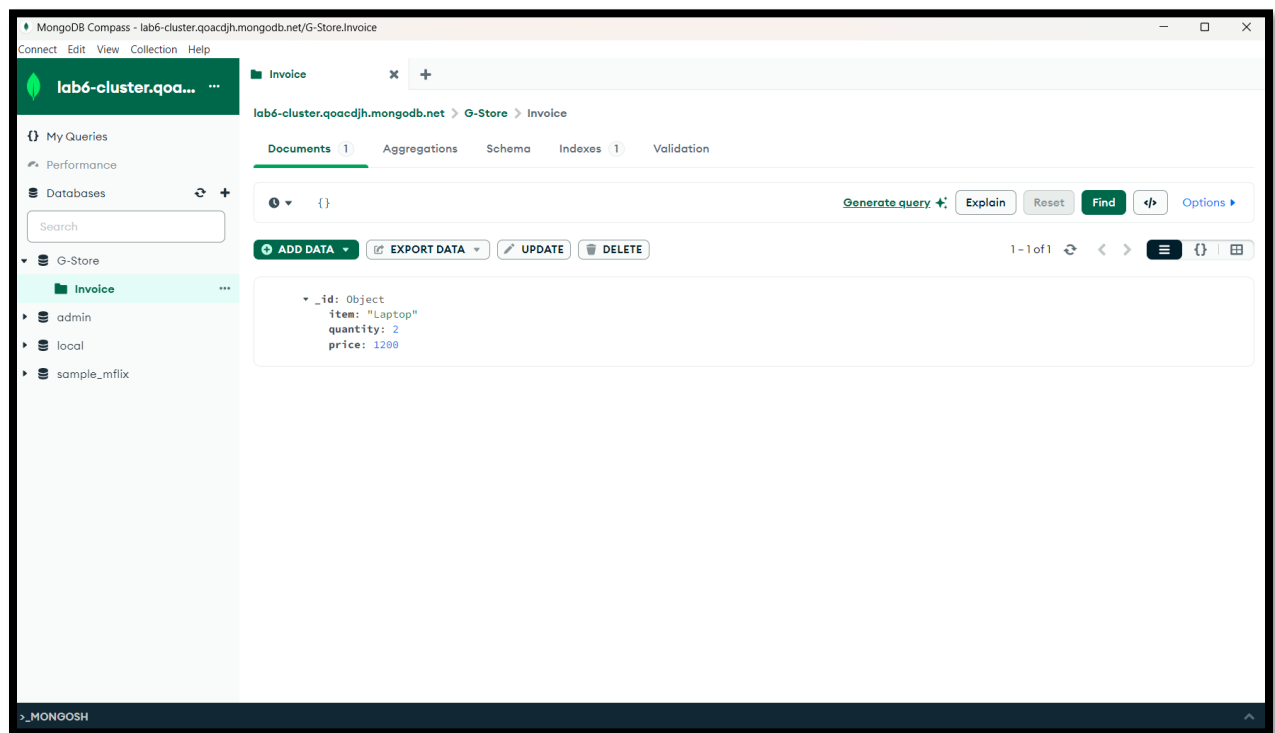 MongoDB Compass - lab6-cluster.qoacdjh.mongodb.net/G-Store.Invoice
Connect Edit View Collection Help
lab6-cluster.qoa... ...
Invoice
{} My Queries
Performance
Databases
Search
G-Store
Invoice
admin
local
sample_mflix
lab6-cluster.qoacdjh.mongodb.net > G-Store > Invoice
Documents 1 Aggregations Schema Indexes 1 Validation
{} Generate query Explain Reset Find </> Options
ADD DATA EXPORT DATA UPDATE DELETE 1 – 1 of 1 {}
_id: Object
item: "Laptop"
quantity: 2
price: 1200
>_MONGOSH